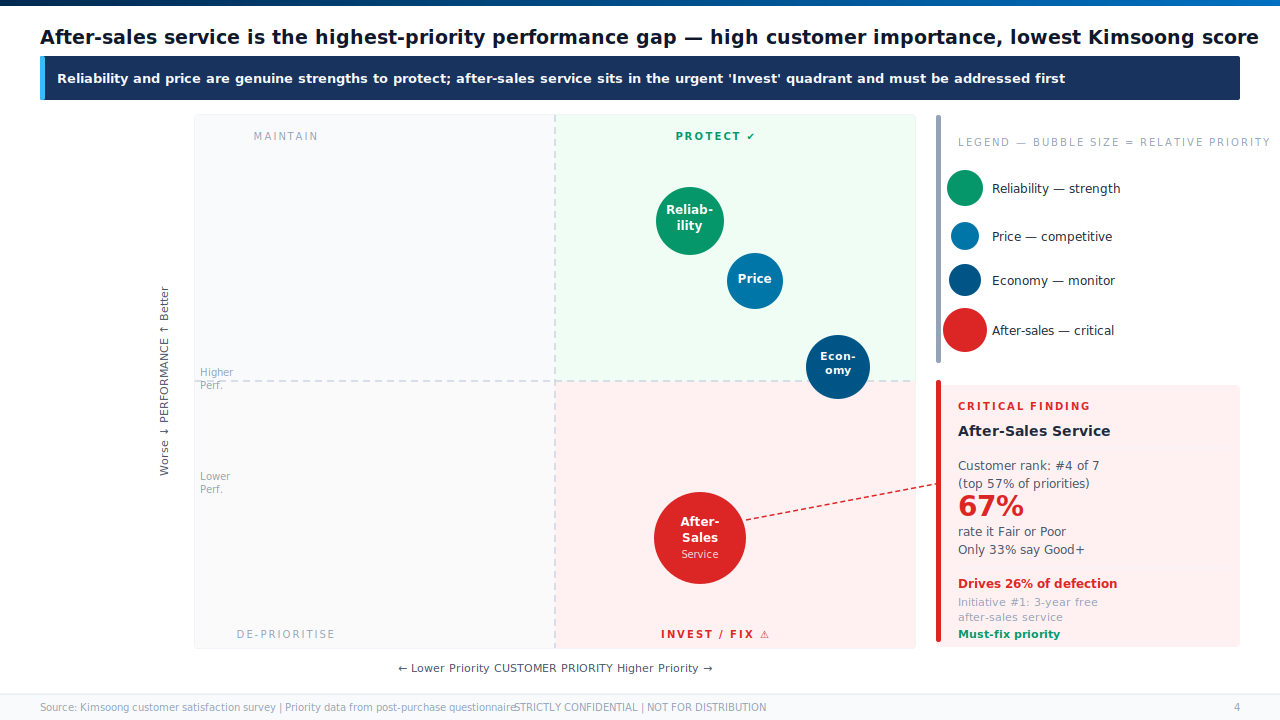 After-sales service is the highest-priority performance gap — high customer importance, lowest Kimsoong score
Reliability and price are genuine strengths to protect; after-sales service sits in the urgent 'Invest' quadrant and must be addressed first
MAINTAIN
PROTECT ✔
Reliab-
ility
Price
Econ-
omy
Worse ↓ PERFORMANCE ↑ Better
Higher
Perf.
Lower
Perf.
After-
Sales
Service
DE-PRIORITISE
INVEST / FIX ⚠
← Lower Priority CUSTOMER PRIORITY Higher Priority →
LEGEND — BUBBLE SIZE = RELATIVE PRIORITY
Reliability — strength
Price — competitive
Economy — monitor
After-sales — critical
CRITICAL FINDING
After-Sales Service
Customer rank: #4 of 7
(top 57% of priorities)
67%
rate it Fair or Poor
Only 33% say Good+
Drives 26% of defection
Initiative #1: 3-year free
after-sales service
Must-fix priority
Source: Kimsoong customer satisfaction survey | Priority data from post-purchase questionnaire
STRICTLY CONFIDENTIAL | NOT FOR DISTRIBUTION
4